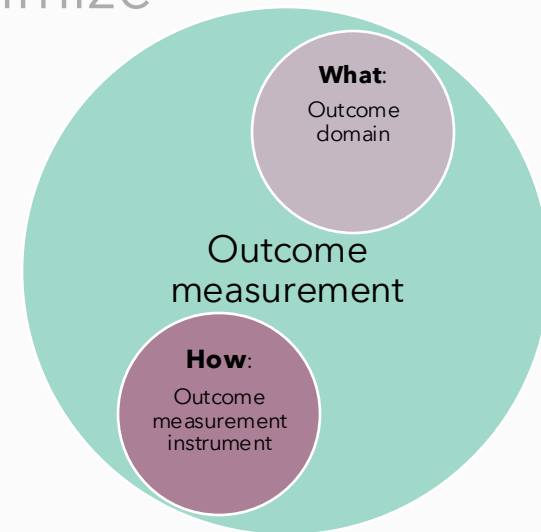 What:
Outcome
domain
Outcome
measurement
How:
Outcome
measurement
instrument